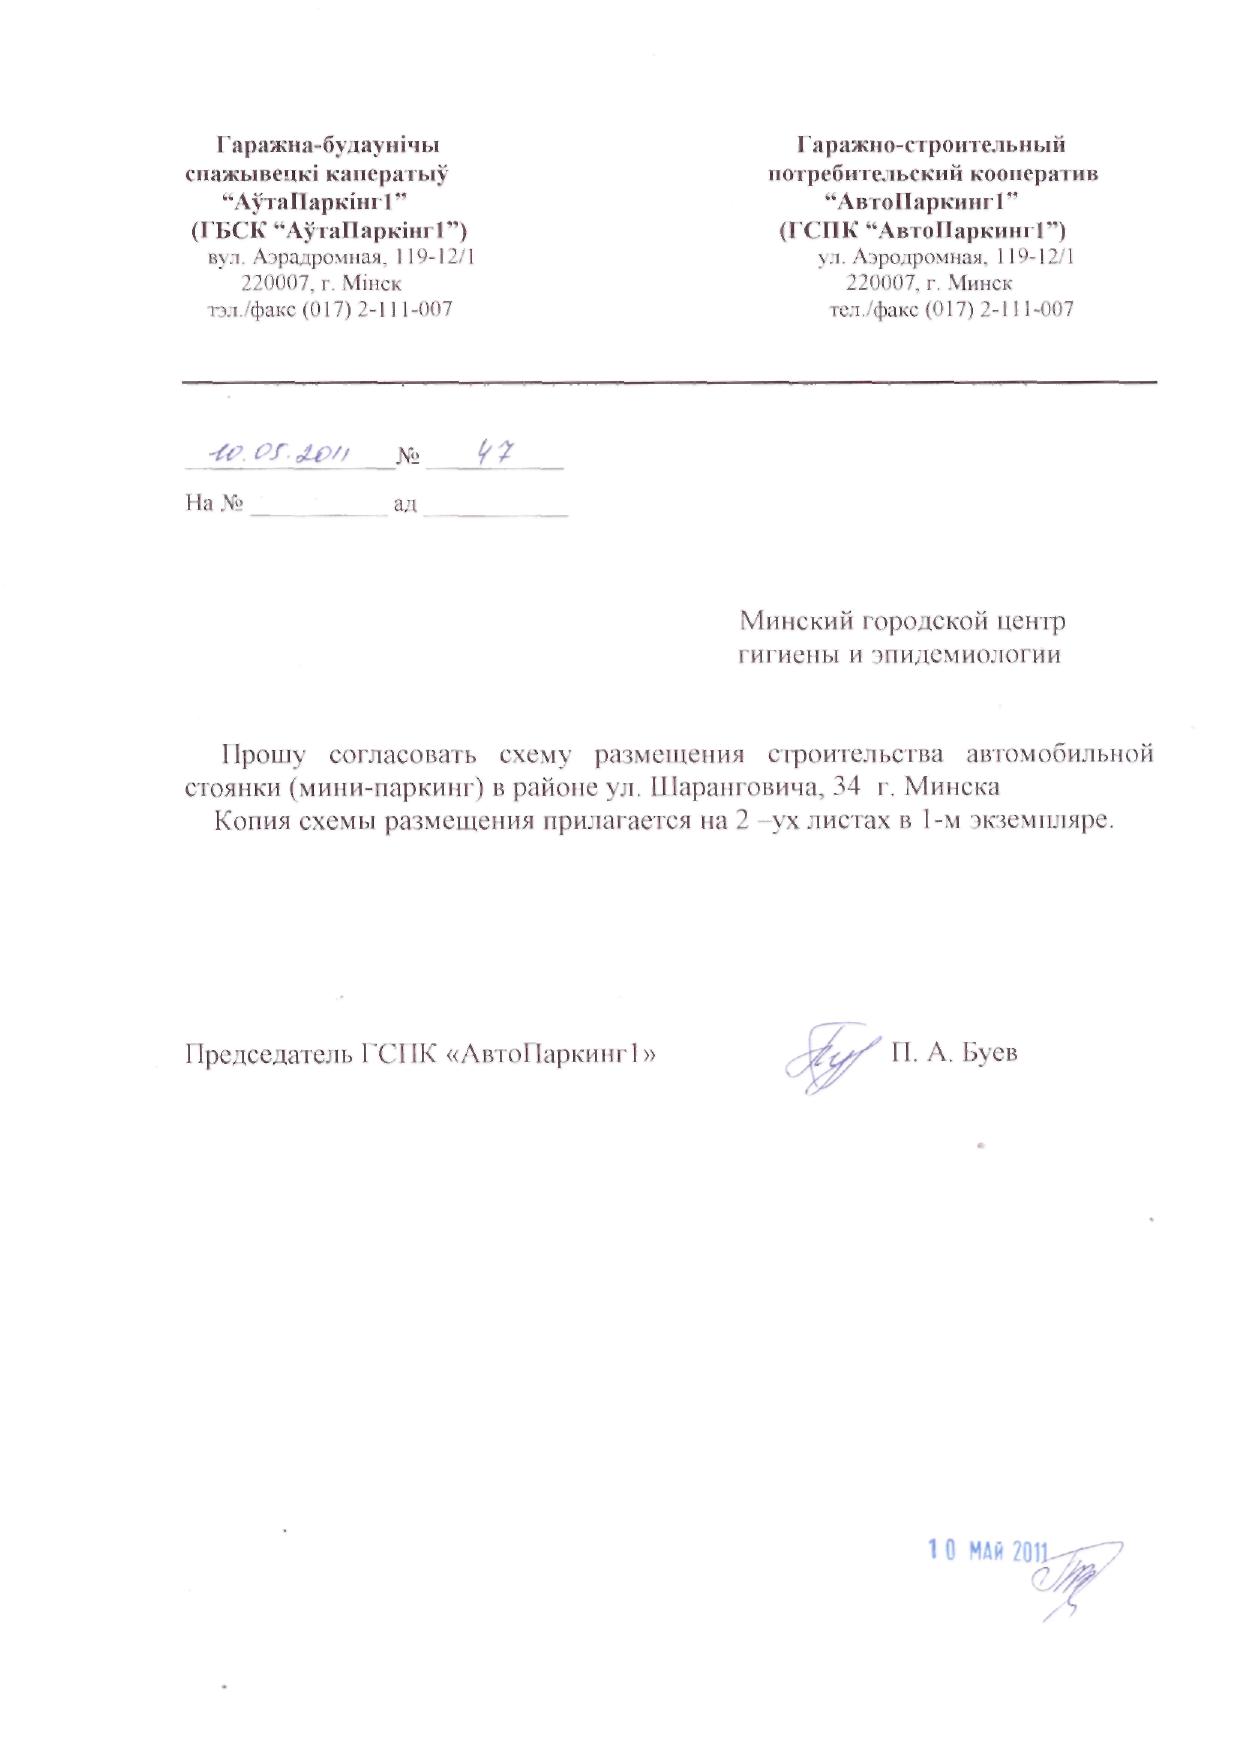 Гаражна-будаунічы
спажывецкі каператыў
“АўтаПаркінг1”
(ГБСК “АўтаПаркінг1”)
вул. Аэрадромная, 119-12/1
220007, г. Мінск
тэл./факс (017) 2-111-007
Гаражно-строительный
потребительский кооператив
“АвтоПаркинг1”
(ГСПК “АвтоПаркинг1”)
ул. Аэродромная, 119-12/1
220007, г. Минск
тел./факс (017) 2-111-007
10.05.2011 № 47
На № ад
Минский городской центр
гигиены и эпидемиологии
Прошу согласовать схему размещения строительства автомобильной
стоянки (мини-паркинг) в районе ул. Шаранговича, 34 г. Минска
Копия схемы размещения прилагается на 2 –ух листах в 1-м экземпляре.
Председатель ГСПК «АвтоПаркинг1» П. А. Буев
10 МАЙ 2011